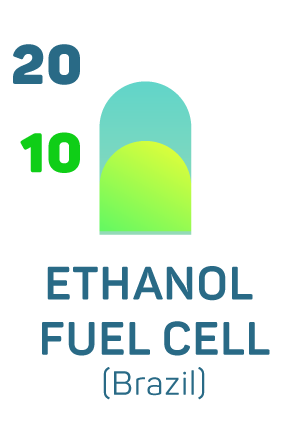 20
10
ETHANOL
FUEL CELL
(Brazil)